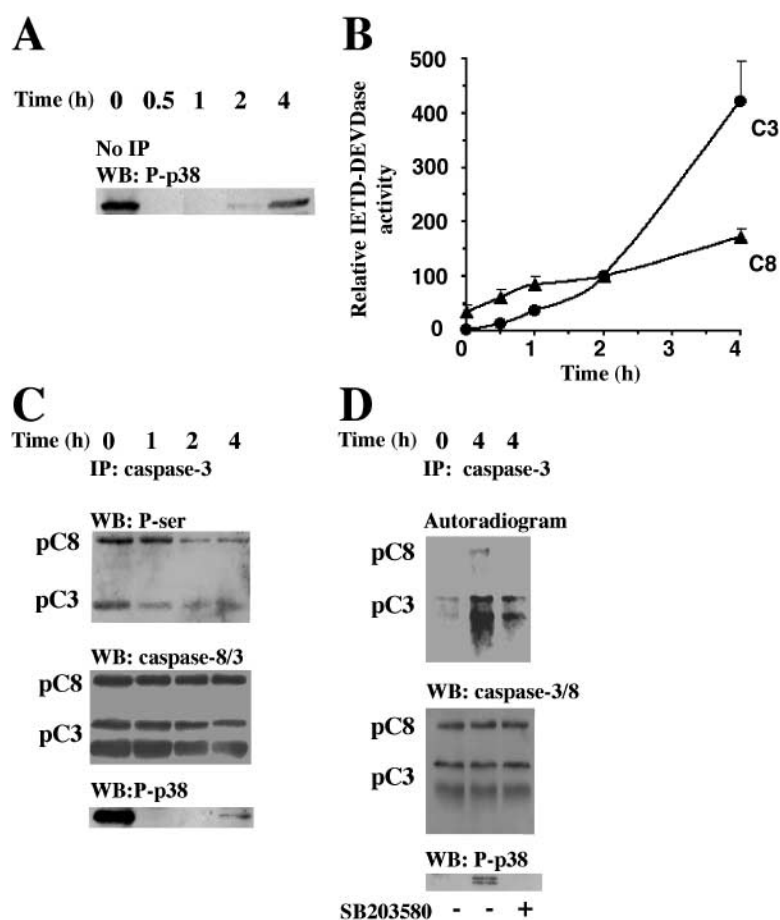 A
Time (h) 0 0.5 1 2 4
No IP
WB: P-p38
B
Relative IETD-DEVDase activity
500
400
300
200
100
0
C3
C8
0 1 2 3 4
Time (h)
C
Time (h) 0 1 2 4
IP: caspase-3
WB: P-ser
pC8
pC3
WB: caspase-8/3
pC8
pC3
WB:P-p38
D
Time (h) 0 4 4
IP: caspase-3
Autoradiogram
pC8
pC3
WB: caspase-3/8
pC8
pC3
WB: P-p38
SB203580 - - +